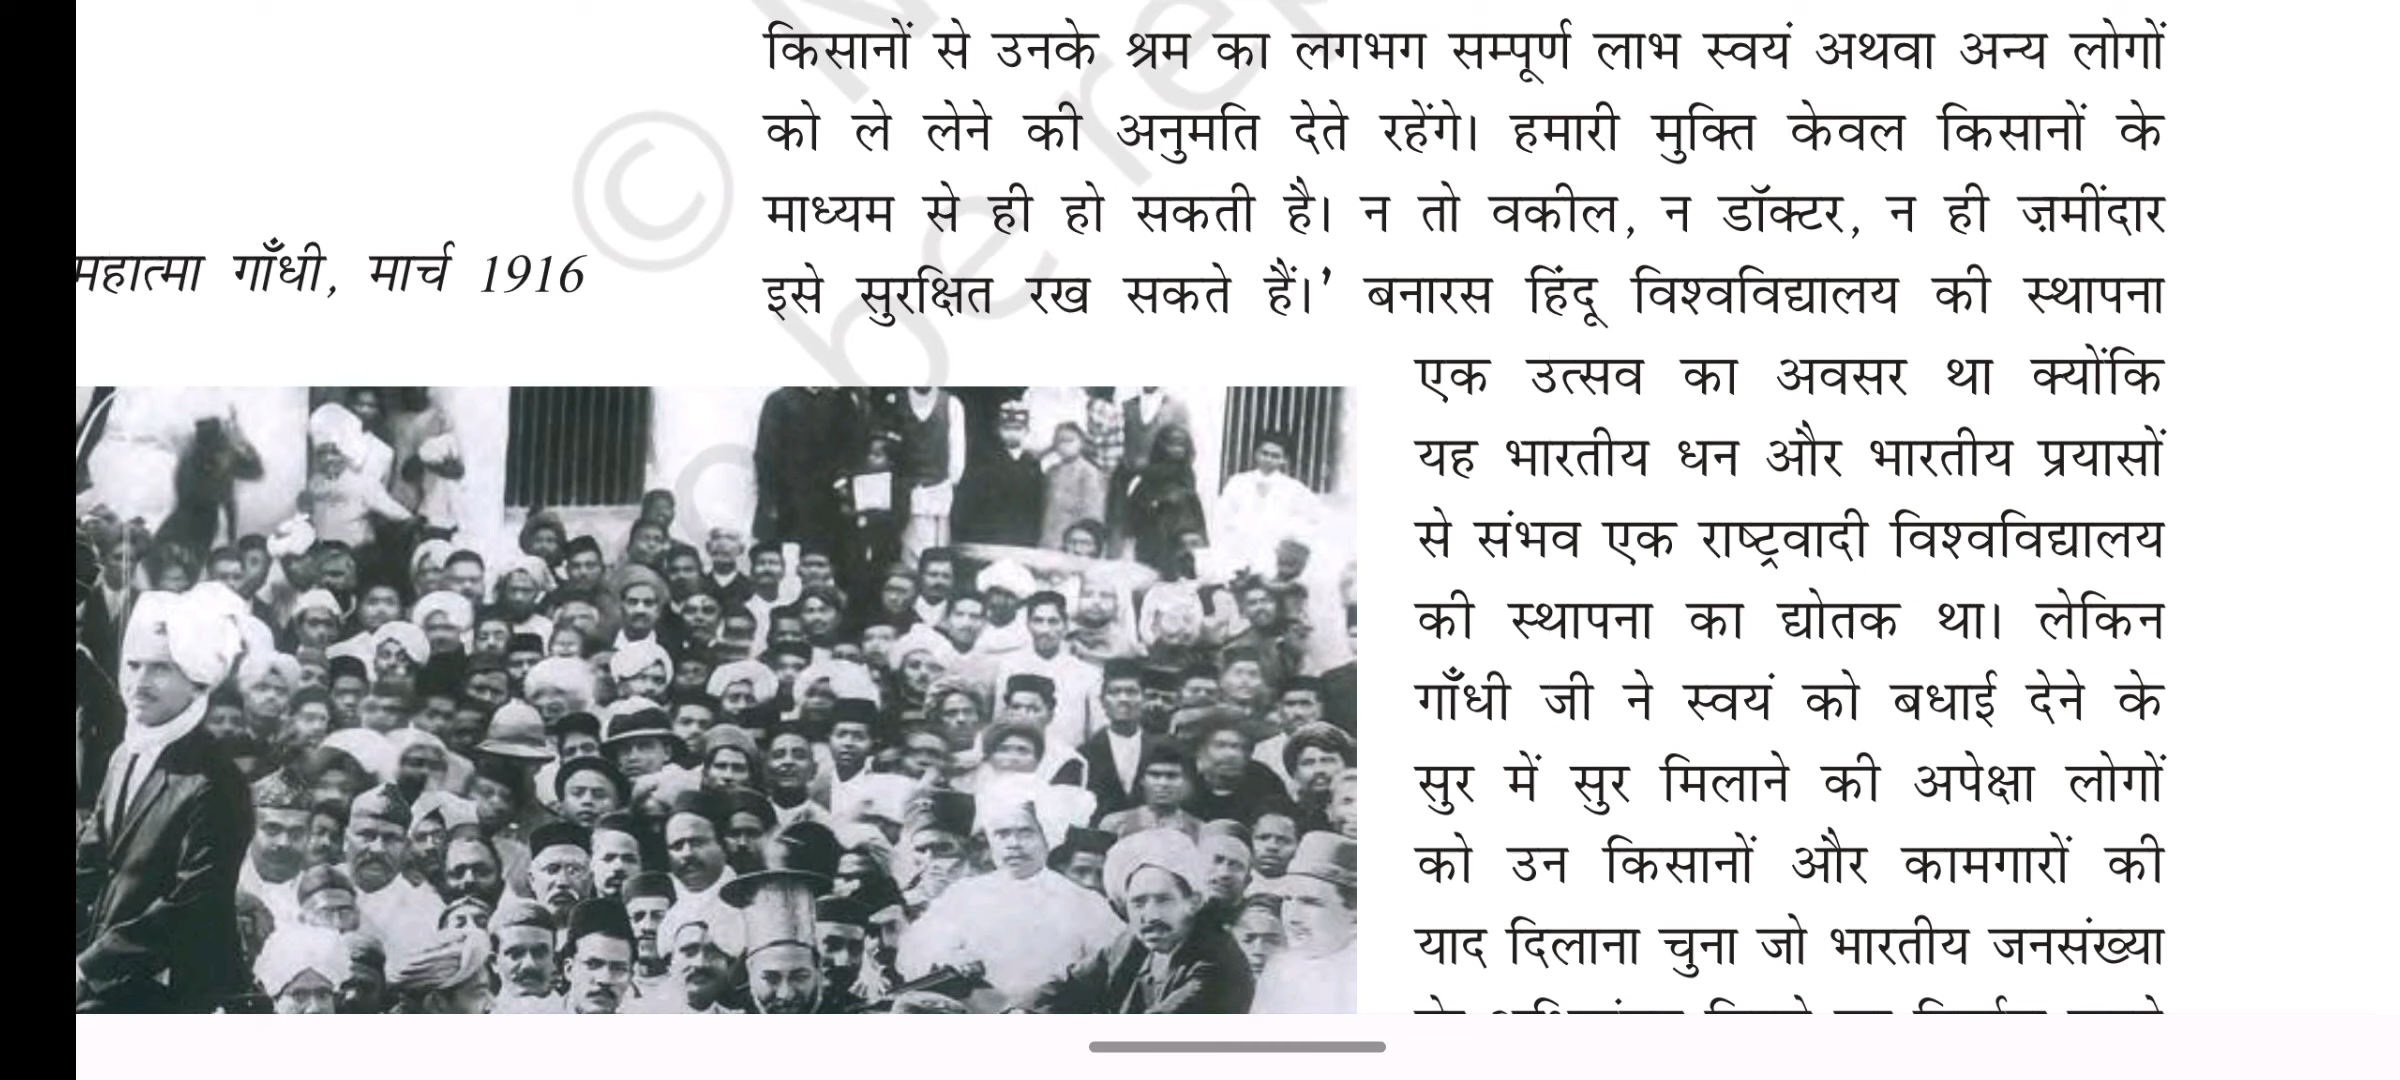 किसानों से उनके श्रम का लगभग सम्पूर्ण लाभ स्वयं अथवा अन्य लोगों
को ले लेने की अनुमति देते रहेंगे। हमारी मुक्ति केवल किसानों के
माध्यम से ही हो सकती है। न तो वकील, न डॉक्टर, न ही ज़मींदार
इसे सुरक्षित रख सकते हैं।’ बनारस हिंदू विश्वविद्यालय की स्थापना
एक उत्सव का अवसर था क्योंकि
यह भारतीय धन और भारतीय प्रयासों
से संभव एक राष्ट्रवादी विश्वविद्यालय
की स्थापना का द्योतक था। लेकिन
गाँधी जी ने स्वयं को बधाई देने के
सुर में सुर मिलाने की अपेक्षा लोगों
को उन किसानों और कामगारों की
याद दिलाना चुना जो भारतीय जनसंख्या
महात्मा गाँधी, मार्च 1916
© N
be rep